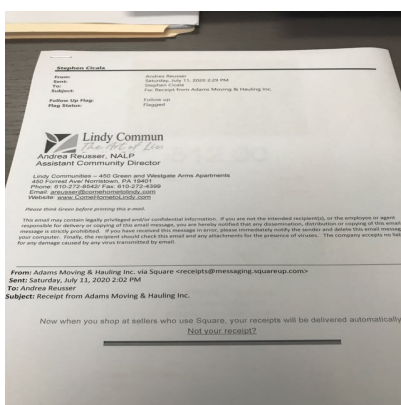 Stephen Cicala
From: Andrea Reusser
Sent: Saturday, July 11, 2020 2:29 PM
To: Stephen Cicala
Subject: Fw: Receipt from Adams Moving & Hauling Inc.
Follow Up Flag: Follow up
Flag Status: Flagged
Lindy Commun
The Art of Liv
Andrea Reusser, NALP
Assistant Community Director
Lindy Communities – 450 Green and Westgate Arms Apartments
450 Forrest Ave/ Norristown, PA 19401
Phone: 610-272-8542/ Fax: 610-272-4399
Email: areusser@comehometolindy.com
Website: www.ComeHometoLindy.com
Please think Green before printing this e-mail.
This email may contain legally privileged and/or confidential information. If you are not the intended recipient(s), or the employee or agent
responsible for delivery or copying of this email message, you are hereby notified that any dissemination, distribution or copying of this email
message is strictly prohibited. If you have received this message in error, please immediately notify the sender and delete this email messag
your computer. Finally, the recipient should check this email and any attachments for the presence of viruses. The company accepts no liab
for any damage caused by any virus transmitted by email.
From: Adams Moving & Hauling Inc. via Square <receipts@messaging.squareup.com>
Sent: Saturday, July 11, 2020 2:02 PM
To: Andrea Reusser
Subject: Receipt from Adams Moving & Hauling Inc.
Now when you shop at sellers who use Square, your receipts will be delivered automatically
Not your receipt?